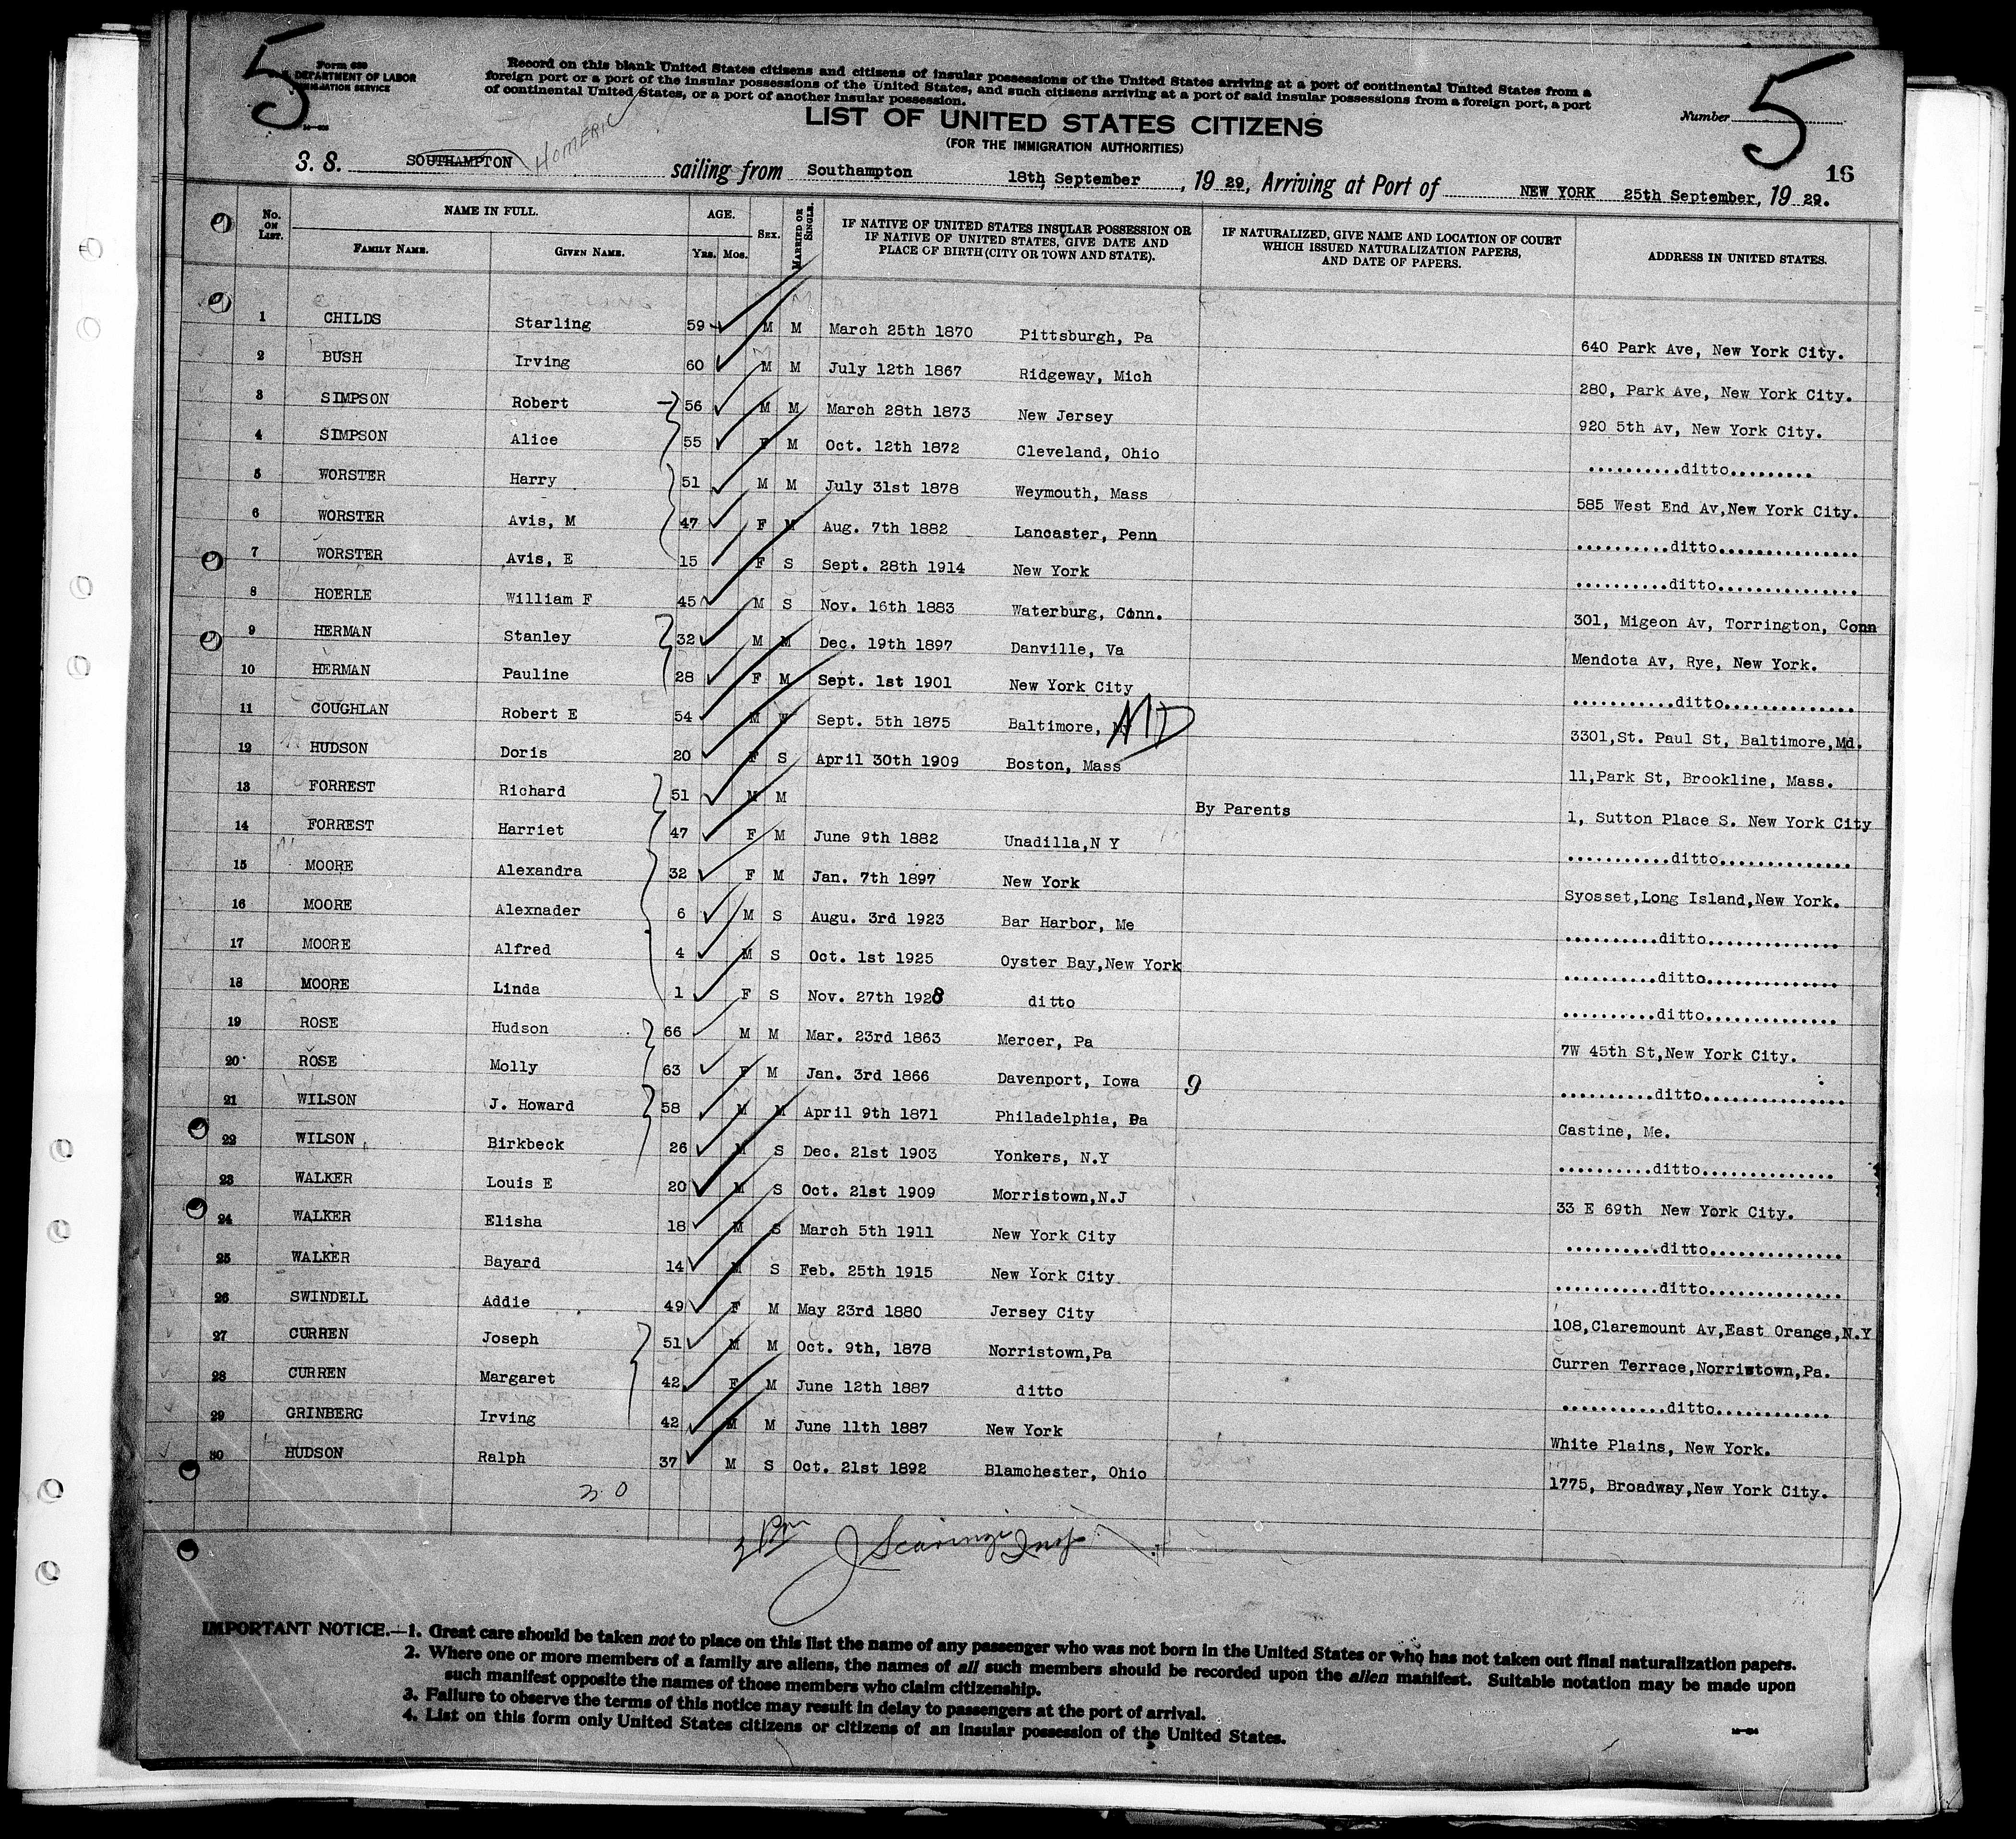 5
5
Form 630
U. S. DEPARTMENT OF LABOR
IMMIGRATION SERVICE
Record on this blank United States citizens and citizens of insular possessions of the United States arriving at a port of continental United States from a
foreign port or a port of the insular possessions of the United States, and such citizens arriving at a port of said insular possessions from a foreign port, a port
of continental United States, or a port of another insular possession.
LIST OF UNITED STATES CITIZENS
(FOR THE IMMIGRATION AUTHORITIES)
Number
16
S. S. SOUTHAMPTON HOMERIC sailing from Southampton 18th September, 19 29, Arriving at Port of NEW YORK 25th September, 19 29.
No. on List. NAME IN FULL. AGE. Sex. Married or Single. IF NATIVE OF UNITED STATES INSULAR POSSESSION OR IF NATIVE OF UNITED STATES, GIVE DATE AND PLACE OF BIRTH (CITY OR TOWN AND STATE). IF NATURALIZED, GIVE NAME AND LOCATION OF COURT WHICH ISSUED NATURALIZATION PAPERS, AND DATE OF PAPERS. ADDRESS IN UNITED STATES.
Family Name. Given Name. Yrs. Mos.
1 CHILDS Starling 59 M M March 25th 1870 Pittsburgh, Pa 640 Park Ave, New York City.
2 BUSH Irving 60 M M July 12th 1867 Ridgeway, Mich 280, Park Ave, New York City.
3 SIMPSON Robert 56 M M March 28th 1873 New Jersey 920 5th Av, New York City.
4 SIMPSON Alice 55 F M Oct. 12th 1872 Cleveland, Ohio ..........ditto.........
5 WORSTER Harry 51 M M July 31st 1878 Weymouth, Mass 585 West End Av,New York City.
6 WORSTER Avis, M 47 F M Aug. 7th 1882 Lancaster, Penn ..........ditto...............
7 WORSTER Avis, E 15 F S Sept. 28th 1914 New York ..........ditto...............
8 HOERLE William F 45 M S Nov. 16th 1883 Waterburg, Conn. 301, Migeon Av, Torrington, Conn
9 HERMAN Stanley 32 M M Dec. 19th 1897 Danville, Va Mendota Av, Rye, New York.
10 HERMAN Pauline 28 F M Sept. 1st 1901 New York City ...........ditto..............
11 COUGHLAN Robert E 54 M W Sept. 5th 1875 Baltimore, MD 3301,St. Paul St, Baltimore,Md.
12 HUDSON Doris 20 F S April 30th 1909 Boston, Mass 11,Park St, Brookline, Mass.
13 FORREST Richard 51 M M By Parents 1, Sutton Place S. New York City
14 FORREST Harriet 47 F M June 9th 1882 Unadilla,N Y ...........ditto..............
15 MOORE Alexandra 32 F M Jan. 7th 1897 New York Syosset,Long Island,New York.
16 MOORE Alexnader 6 M S Augu. 3rd 1923 Bar Harbor, Me ..........ditto..............
17 MOORE Alfred 4 M S Oct. 1st 1925 Oyster Bay,New York ..........ditto..............
18 MOORE Linda 1 F S Nov. 27th 1928 ditto ..........ditto..............
19 ROSE Hudson 66 M M Mar. 23rd 1863 Mercer, Pa 7W 45th St,New York City.
20 ROSE Molly 63 F M Jan. 3rd 1866 Davenport, Iowa 9 ..........ditto...............
21 WILSON J. Howard 58 M M April 9th 1871 Philadelphia, Pa Castine, Me.
22 WILSON Birkbeck 26 M S Dec. 21st 1903 Yonkers, N.Y ..........ditto..............
23 WALKER Louis E 20 M S Oct. 21st 1909 Morristown,N.J 33 E 69th New York City.
24 WALKER Elisha 18 M S March 5th 1911 New York City ..........ditto..............
25 WALKER Bayard 14 M S Feb. 25th 1915 New York City ..........ditto..............
26 SWINDELL Addie 49 F M May 23rd 1880 Jersey City 108,Claremount Av,East Orange,N.Y
27 CURREN Joseph 51 M M Oct. 9th, 1878 Norristown,Pa Curren Terrace,Norristown,Pa.
28 CURREN Margaret 42 F M June 12th 1887 ditto ...........ditto............
29 GRINBERG Irving 42 M M June 11th 1887 New York White Plains, New York.
30 HUDSON Ralph 37 M S Oct. 21st 1892 Blamchester, Ohio 1775, Broadway,New York City.
30
J Scaringi Insp
IMPORTANT NOTICE.—1. Great care should be taken not to place on this list the name of any passenger who was not born in the United States or who has not taken out final naturalization papers.
2. Where one or more members of a family are aliens, the names of all such members should be recorded upon the alien manifest. Suitable notation may be made upon
such manifest opposite the names of those members who claim citizenship.
3. Failure to observe the terms of this notice may result in delay to passengers at the port of arrival.
4. List on this form only United States citizens or citizens of an insular possession of the United States.